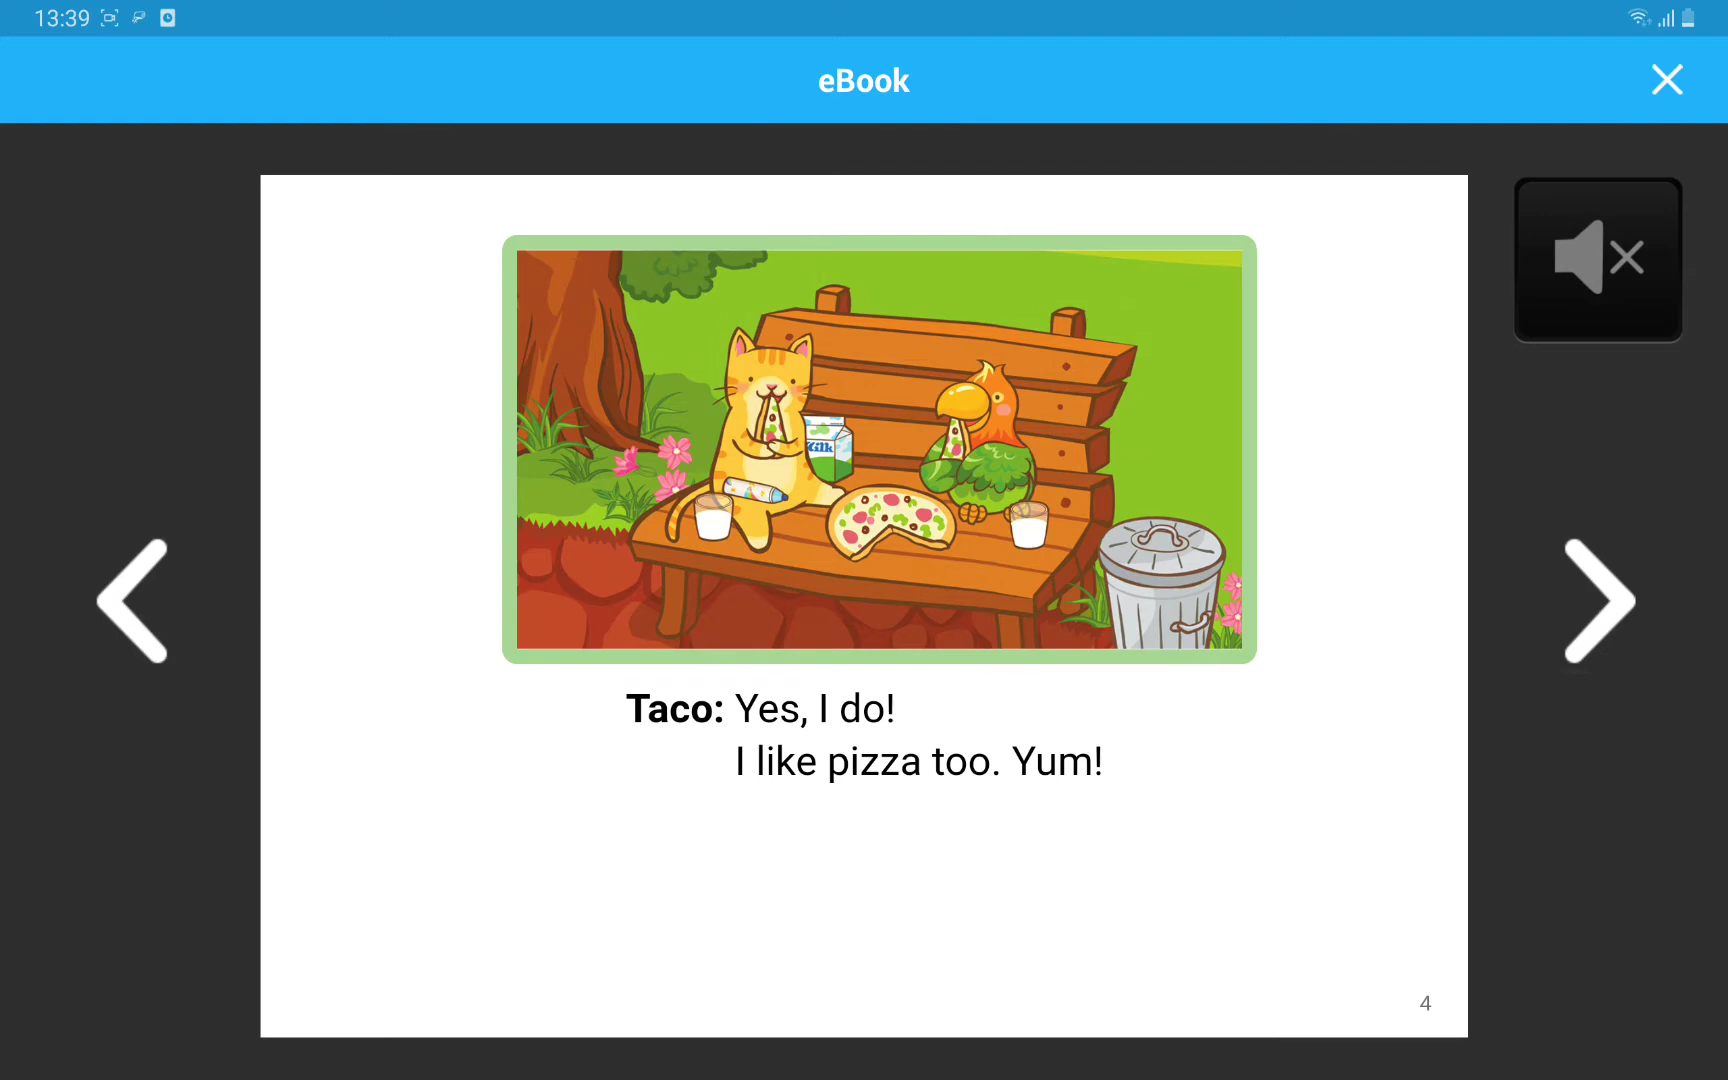 13:39
eBook
Milk
Taco: Yes, I do!
I like pizza too. Yum!
4